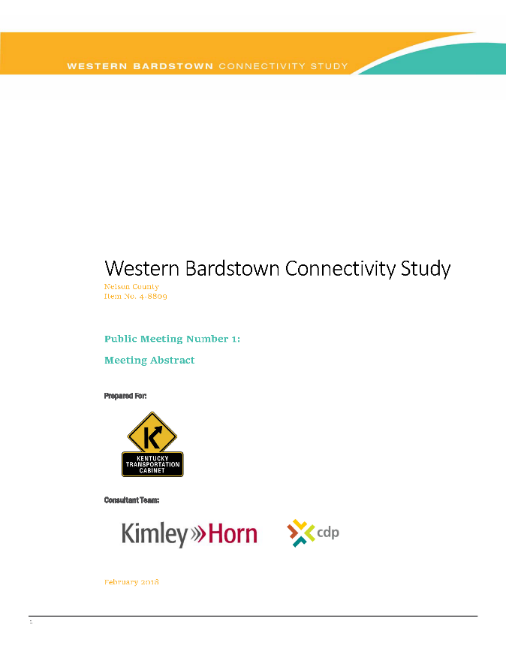 WESTERN BARDSTOWN CONNECTIVITY STUDY
Western Bardstown Connectivity Study
Nelson County
Item No. 4-8809
Public Meeting Number 1:
Meeting Abstract
Prepared For:
K
KENTUCKY
TRANSPORTATION
CABINET
Consultant Team:
Kimley»Horn
cdp
February 2018
1